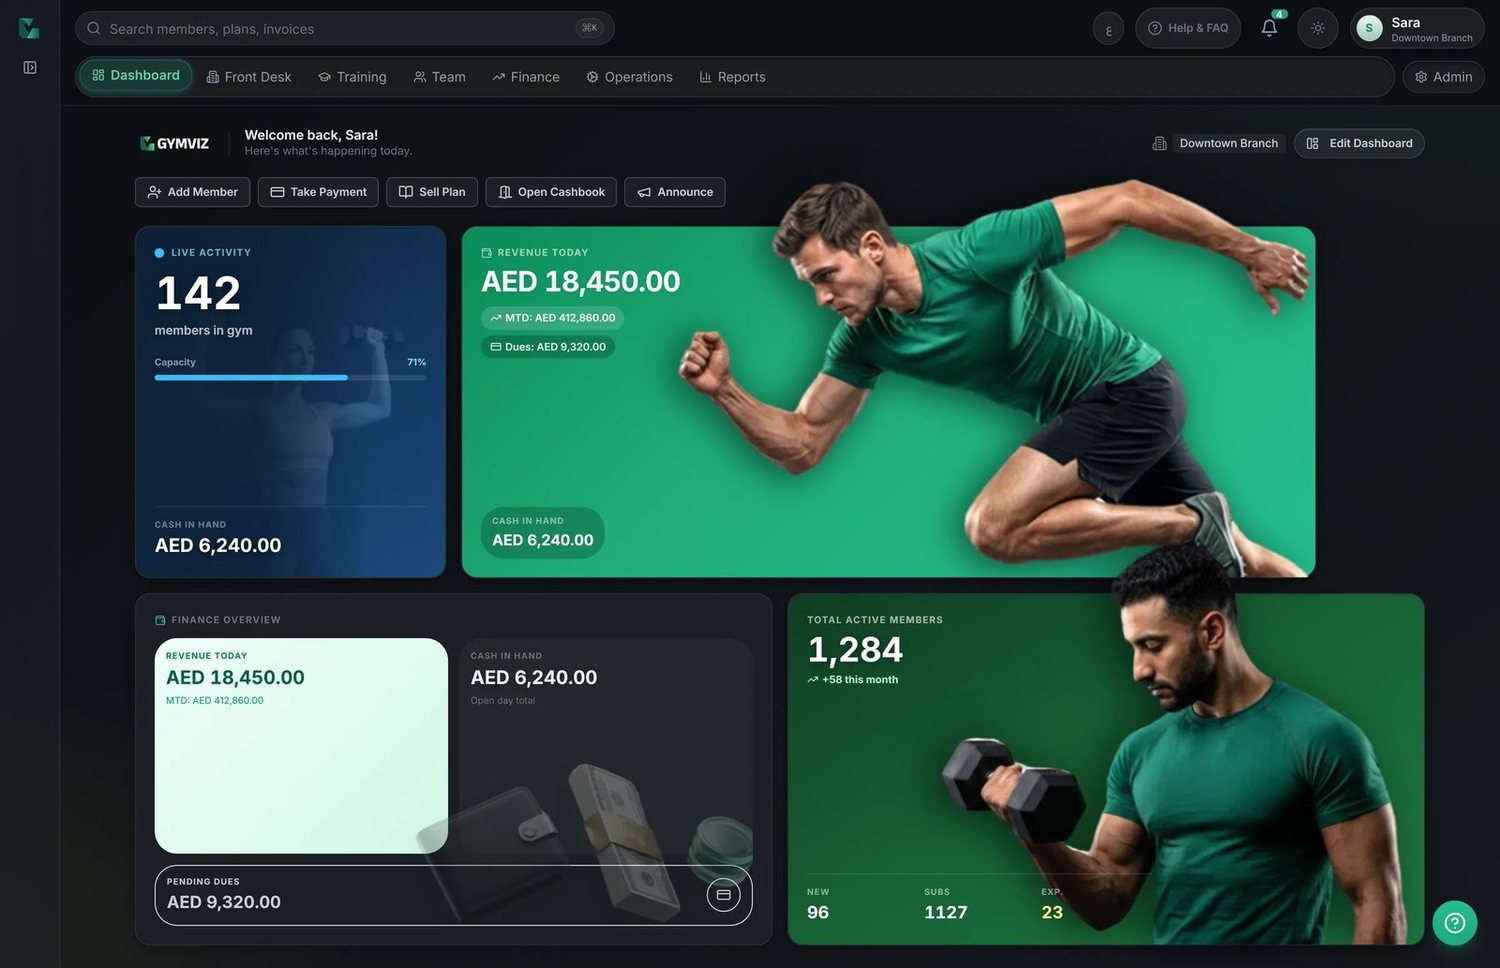 Search members, plans, invoices
⌘K
ع
Help & FAQ
4
S
Sara
Downtown Branch
Dashboard
Front Desk
Training
Team
Finance
Operations
Reports
Admin
GYMVIZ
Welcome back, Sara!
Here's what's happening today.
Downtown Branch
Edit Dashboard
Add Member
Take Payment
Sell Plan
Open Cashbook
Announce
LIVE ACTIVITY
142
members in gym
Capacity
71%
CASH IN HAND
AED 6,240.00
REVENUE TODAY
AED 18,450.00
MTD: AED 412,860.00
Dues: AED 9,320.00
CASH IN HAND
AED 6,240.00
FINANCE OVERVIEW
REVENUE TODAY
AED 18,450.00
MTD: AED 412,860.00
CASH IN HAND
AED 6,240.00
Open day total
PENDING DUES
AED 9,320.00
TOTAL ACTIVE MEMBERS
1,284
+58 this month
NEW
96
SUBS
1127
EXP.
23